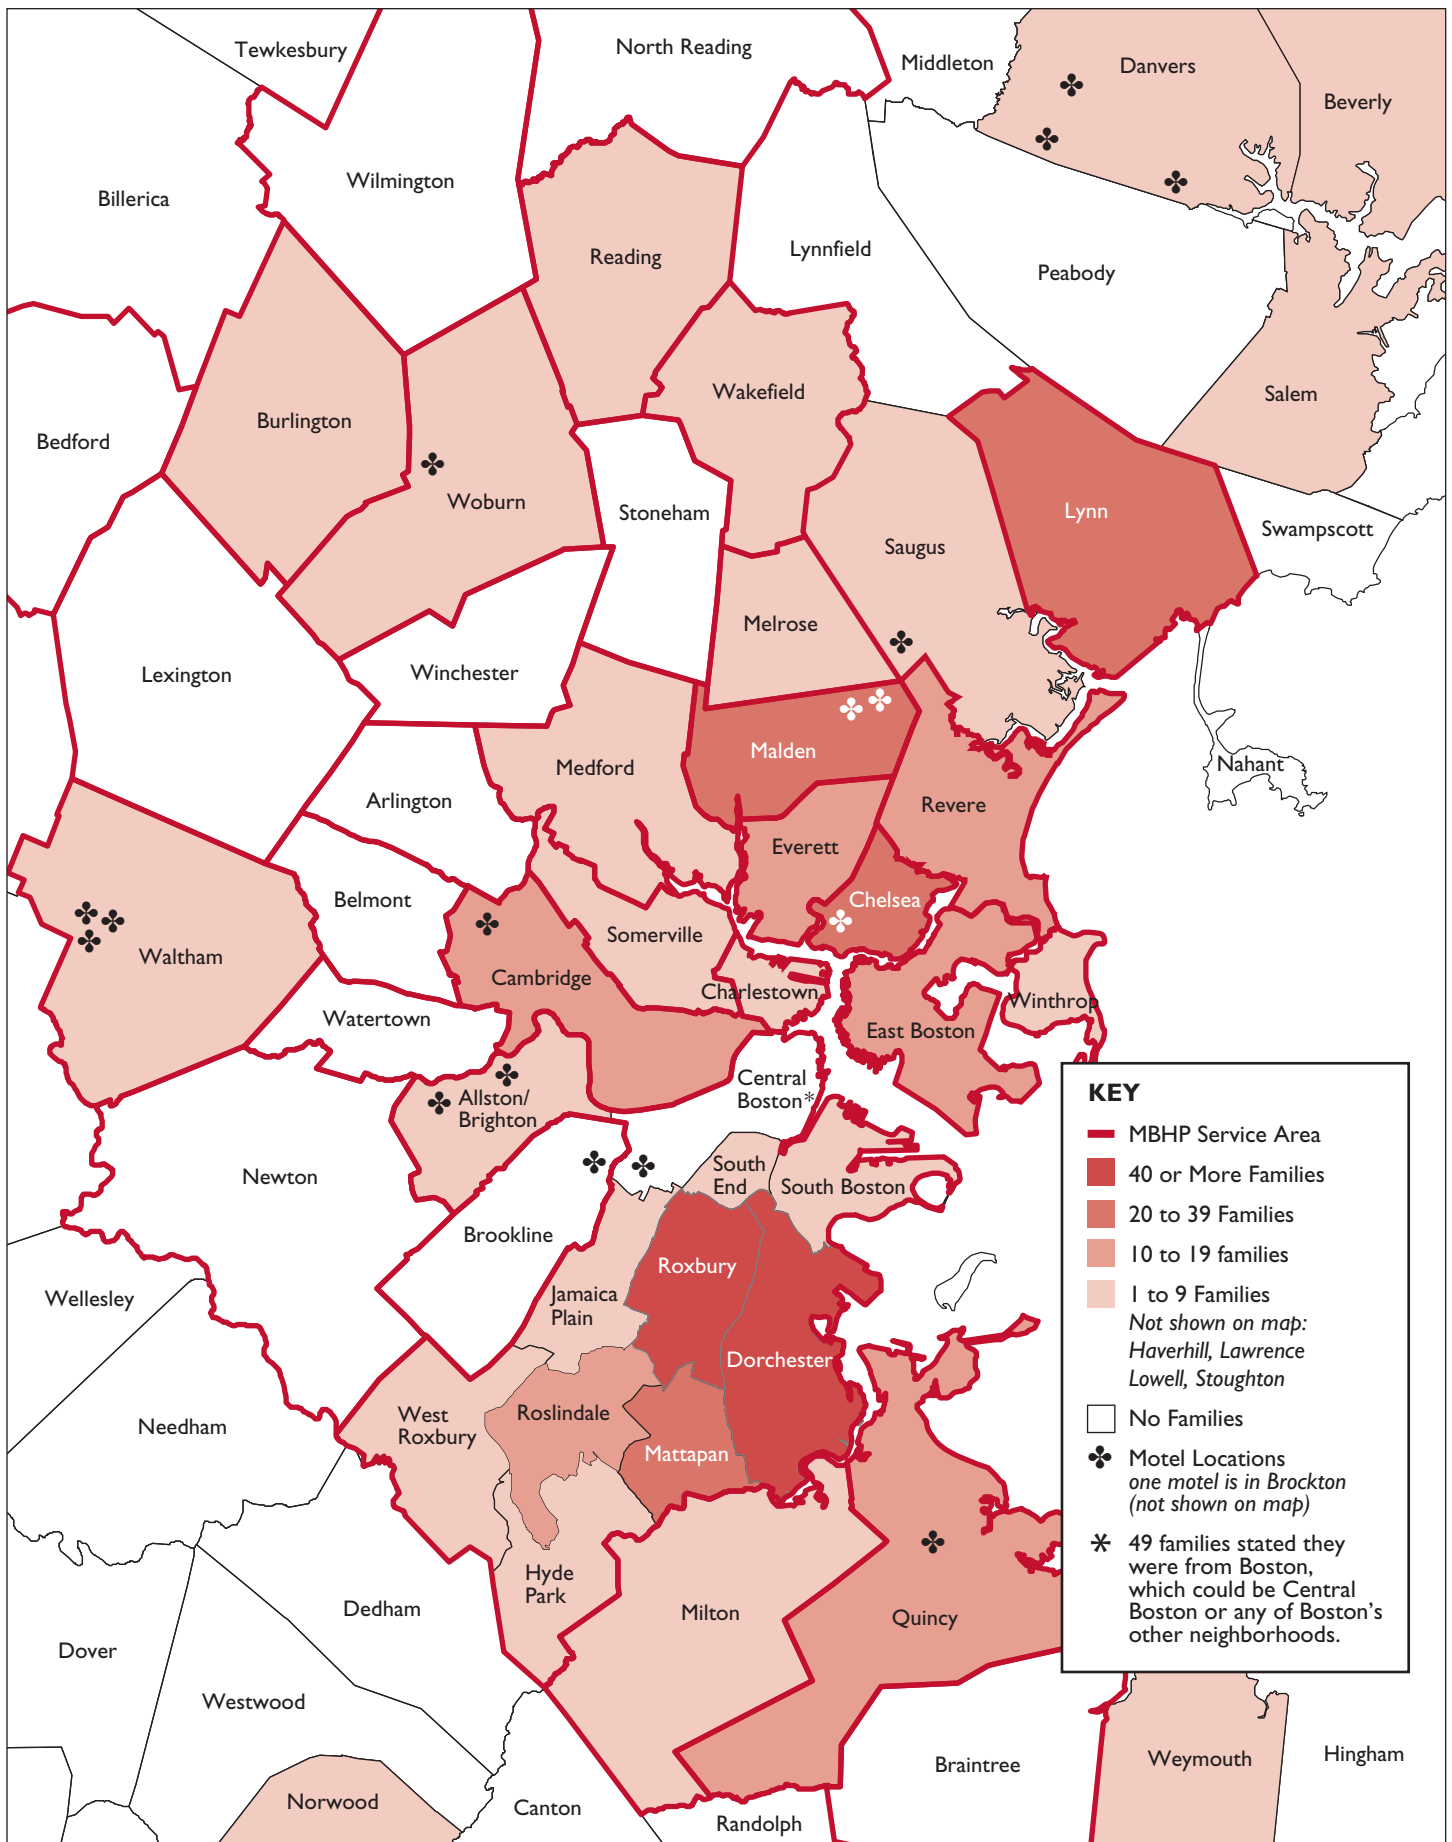 Tewkesbury
North Reading
Middleton
Danvers
Beverly
Billerica
Wilmington
Reading
Lynnfield
Peabody
Burlington
Wakefield
Salem
Bedford
Woburn
Stoneham
Lynn
Swampscott
Saugus
Melrose
Lexington
Winchester
Malden
Medford
Nahant
Arlington
Revere
Everett
Belmont
Chelsea
Somerville
Waltham
Cambridge
Charlestown
Winthrop
Watertown
East Boston
Central
Boston*
Allston/
Brighton
Newton
South
End
South Boston
Brookline
Roxbury
Wellesley
Jamaica
Plain
Dorchester
Needham
West
Roxbury
Roslindale
Mattapan
Hyde
Park
Dedham
Milton
Quincy
Dover
Westwood
Norwood
Canton
Randolph
Braintree
Weymouth
Hingham
KEY
MBHP Service Area
40 or More Families
20 to 39 Families
10 to 19 families
1 to 9 Families
Not shown on map:
Haverhill, Lawrence
Lowell, Stoughton
No Families
Motel Locations
one motel is in Brockton
(not shown on map)
* 49 families stated they
were from Boston,
which could be Central
Boston or any of Boston's
other neighborhoods.